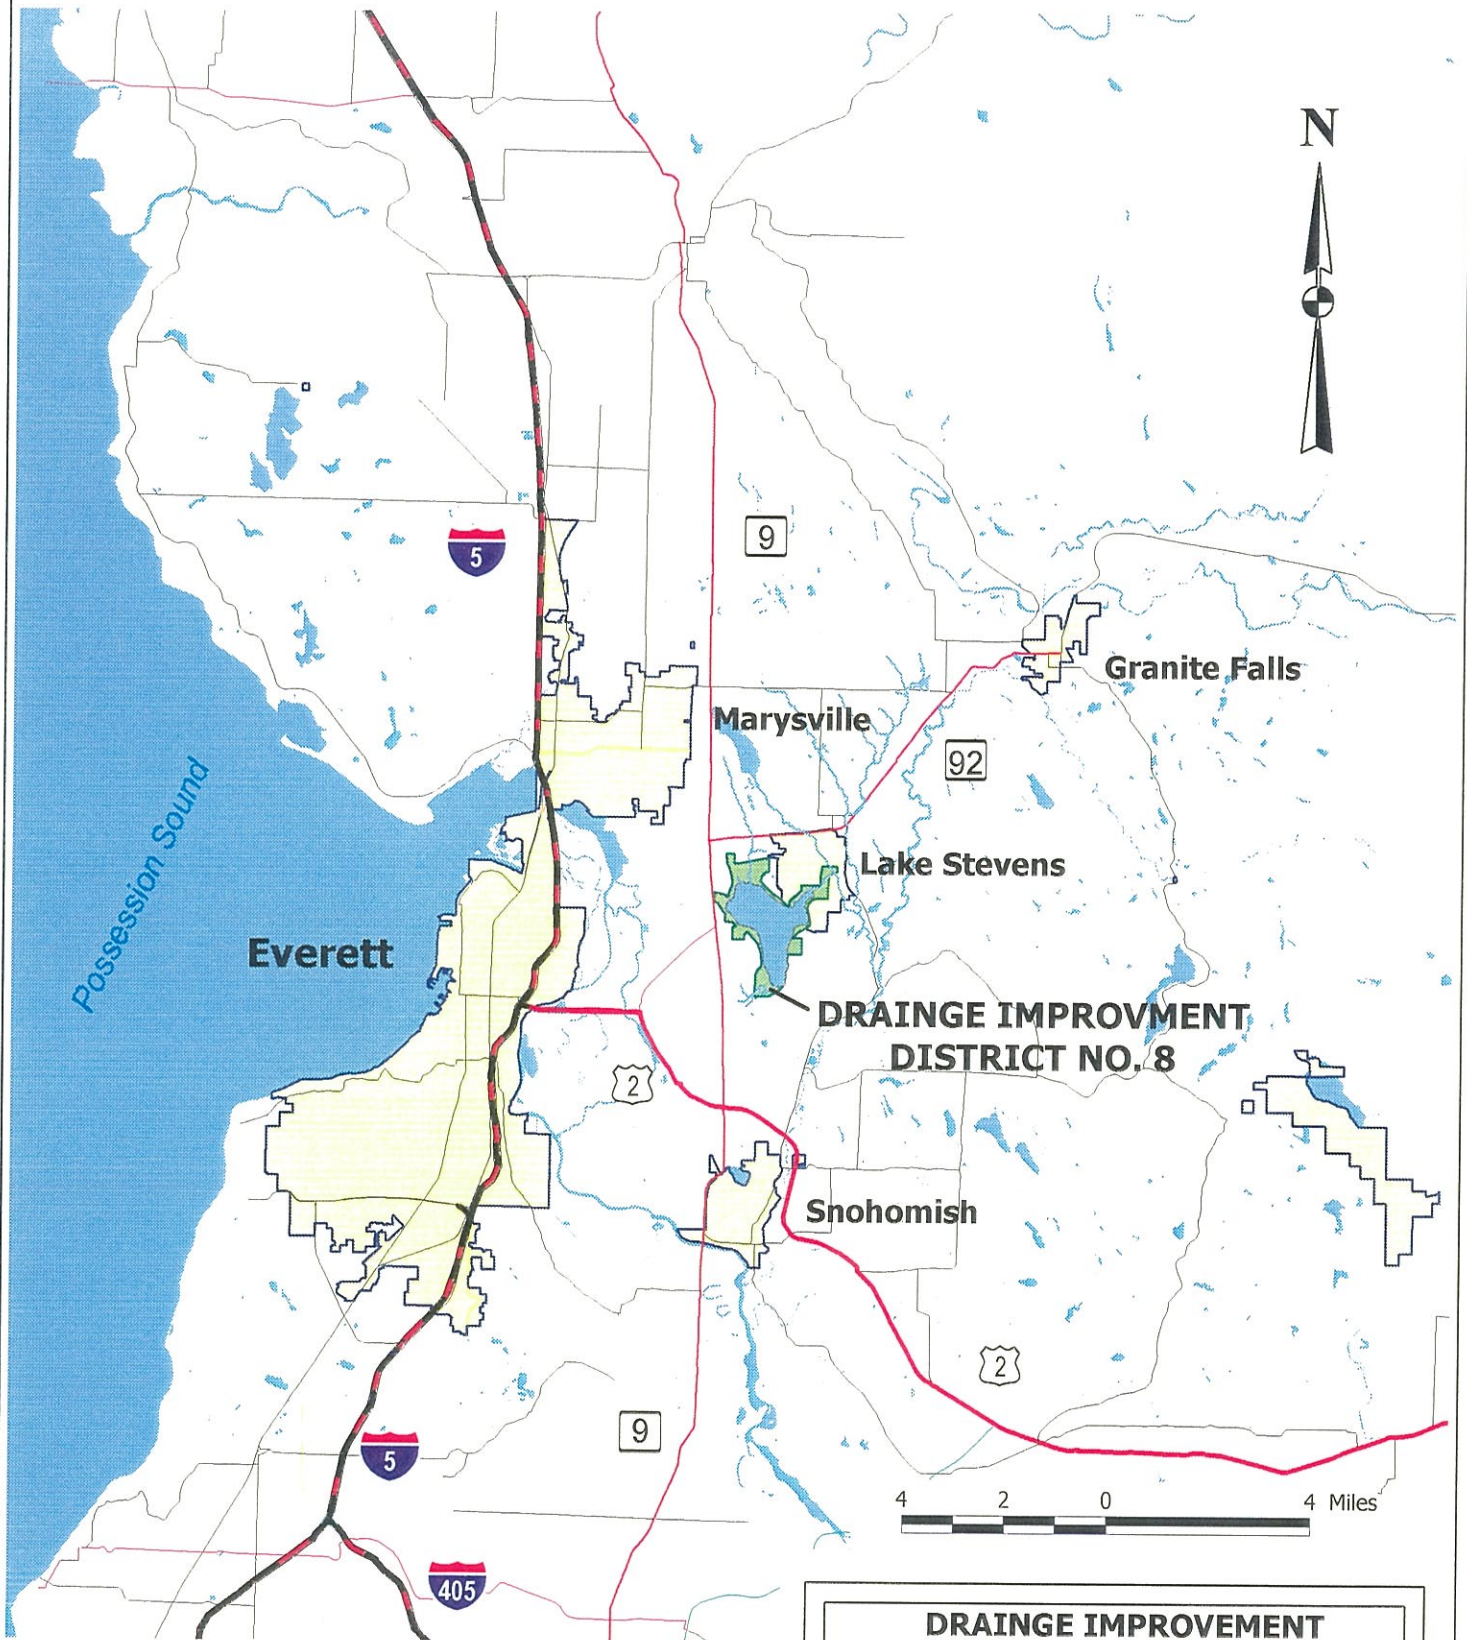 N
5
9
Granite Falls
Marysville
92
Lake Stevens
Possession Sound
Everett
DRAINGE IMPROVMENT
DISTRICT NO. 8
2
Snohomish
2
9
5
4 2 0 4 Miles
405
DRAINGE IMPROVEMENT